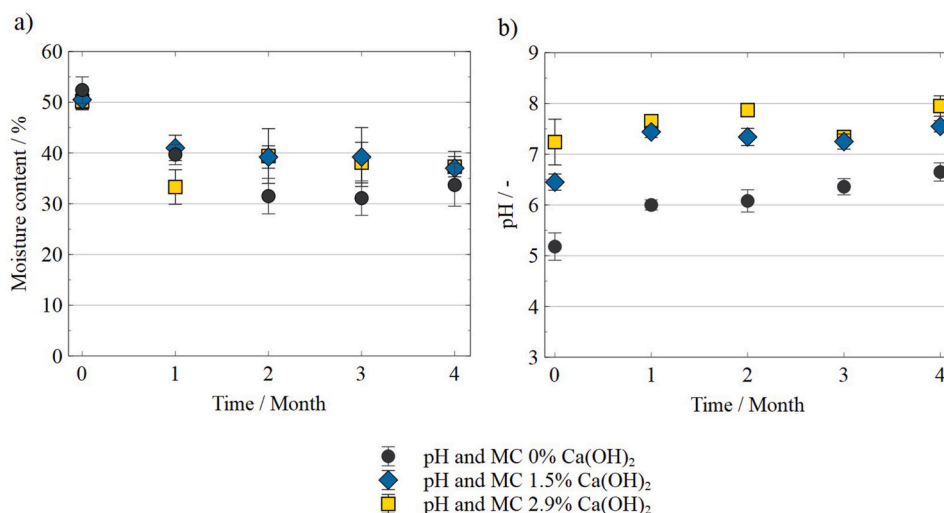 a)
b)
60
50
40
30
20
10
0
Moisture content / %
0 1 2 3 4
Time / Month
9
8
7
6
5
4
3
pH / -
0 1 2 3 4
Time / Month
pH and MC 0% Ca(OH)₂
pH and MC 1.5% Ca(OH)₂
pH and MC 2.9% Ca(OH)₂